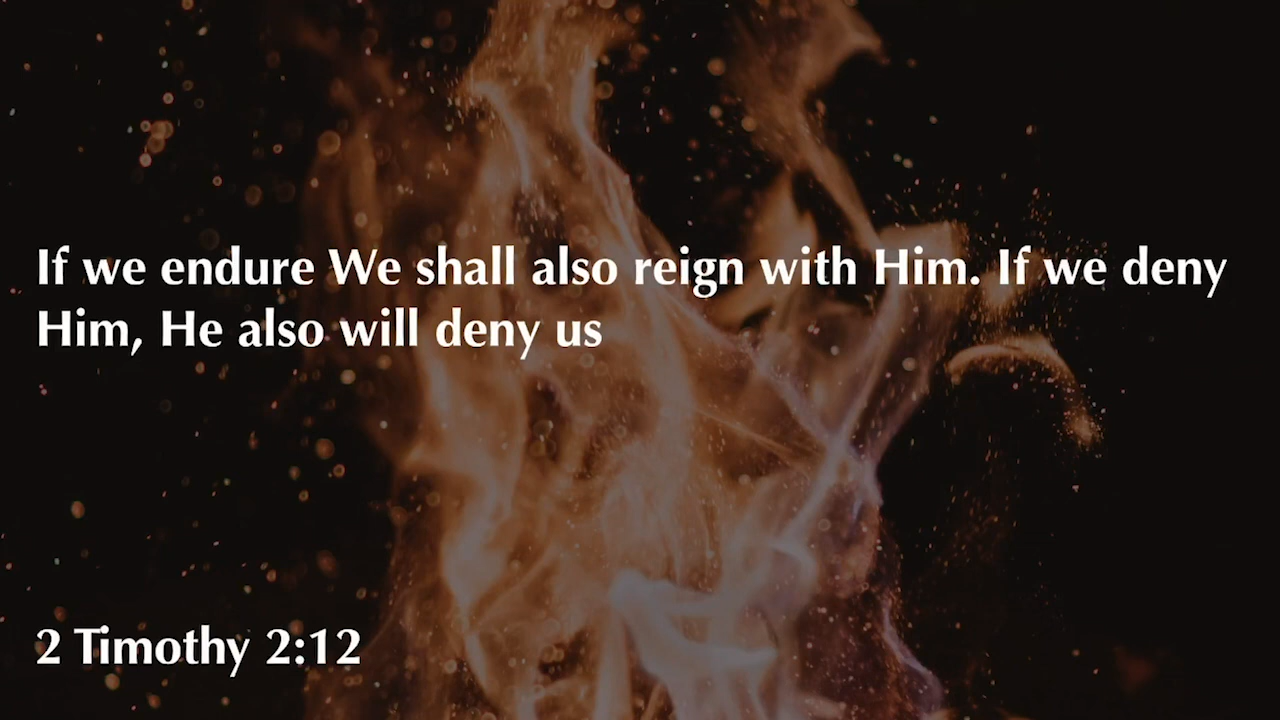 If we endure We shall also reign with Him. If we deny
Him, He also will deny us
2 Timothy 2:12